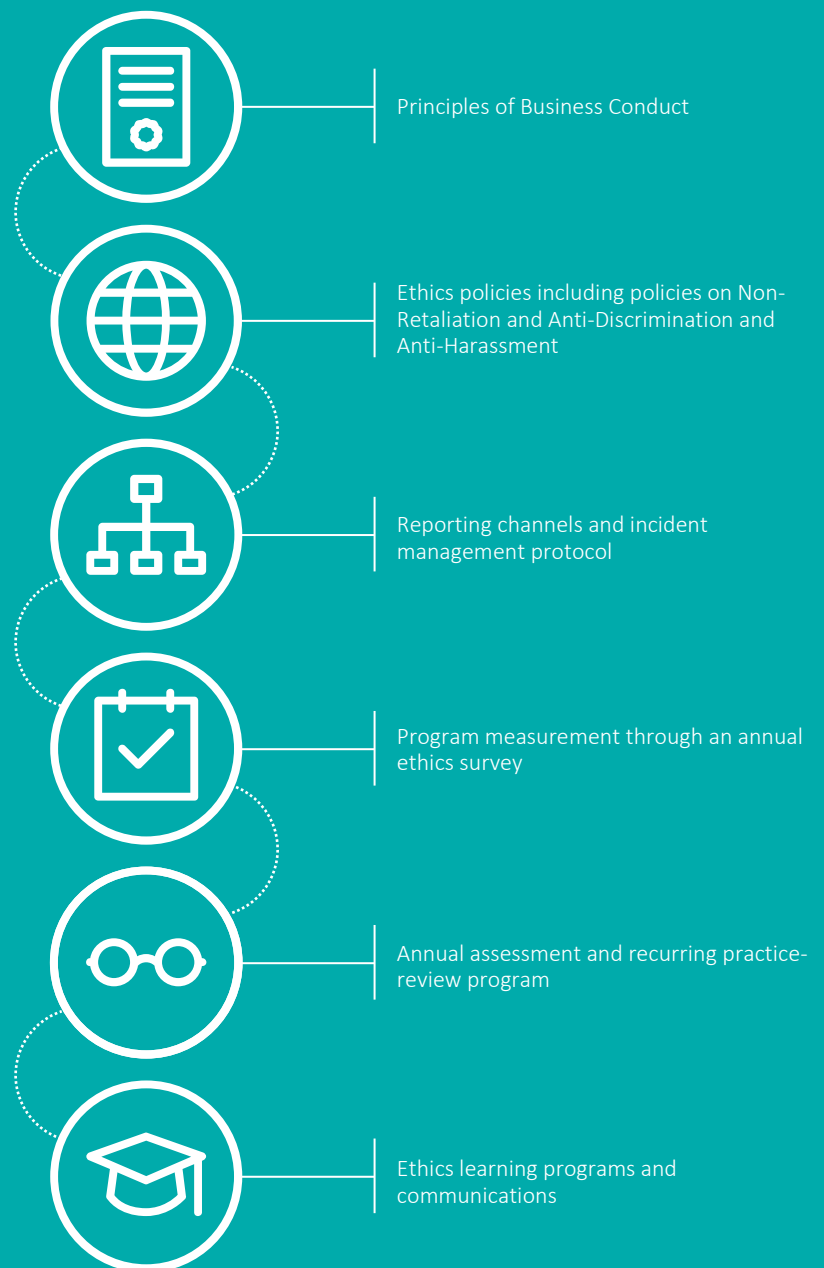 Principles of Business Conduct
Ethics policies including policies on Non-
Retaliation and Anti-Discrimination and
Anti-Harassment
Reporting channels and incident
management protocol
Program measurement through an annual
ethics survey
Annual assessment and recurring practice-
review program
Ethics learning programs and
communications